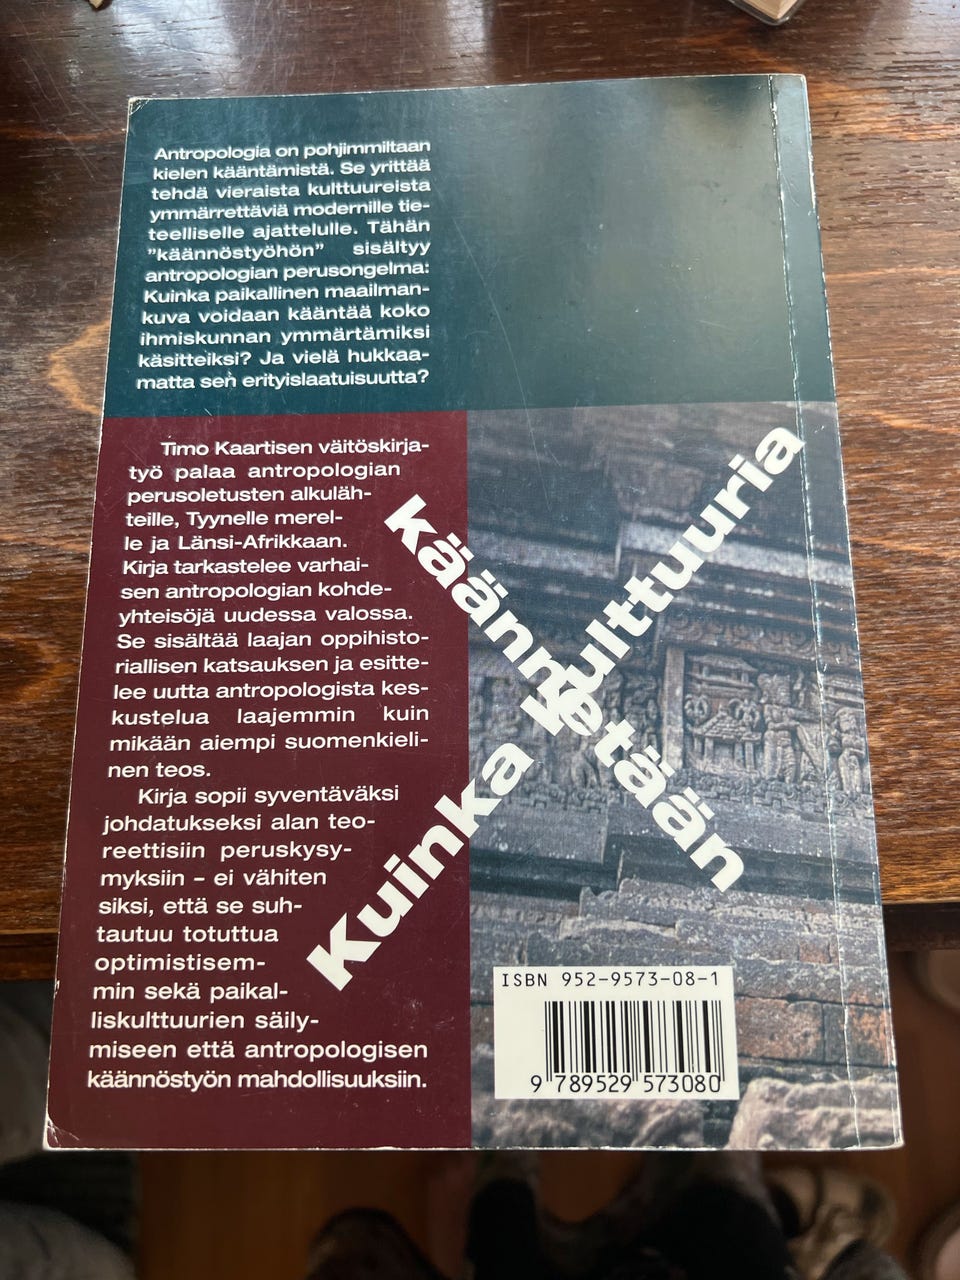 Antropologia on pohjimmiltaan
kielen kääntämistä. Se yrittää
tehdä vieraista kulttuureista
ymmärrettäviä modernille tie-
teelliselle ajattelulle. Tähän
"käännöstyöhön" sisältyy
antropologian perusongelma:
Kuinka paikallinen maailman-
kuva voidaan kääntää koko
ihmiskunnan ymmärtämiksi
käsitteiksi? Ja vielä hukkaa-
matta sen erityislaatuisuutta?
Timo Kaartisen väitöskirja-
työ palaa antropologian
perusoletusten alkuläh-
teille, Tyynelle merel-
le ja Länsi-Afrikkaan.
Kirja tarkastelee varhai-
sen antropologian kohde-
yhteisöjä uudessa valossa.
Se sisältää laajan oppihisto-
riallisen katsauksen ja esitte-
lee uutta antropologista kes-
kustelua laajemmin kuin
mikään aiempi suomenkieli-
nen teos.
Kirja sopii syventäväksi
johdatukseksi alan teo-
reettisiin peruskysy-
myksiin – ei vähiten
siksi, että se suh-
tautuu totuttua
optimistisem-
min sekä paikal-
liskulttuurien säily-
miseen että antropologisen
käännöstyön mahdollisuuksiin.
Kuinka kulttuuria
käännetään
ISBN 952-9573-08-1
9 789529 573080